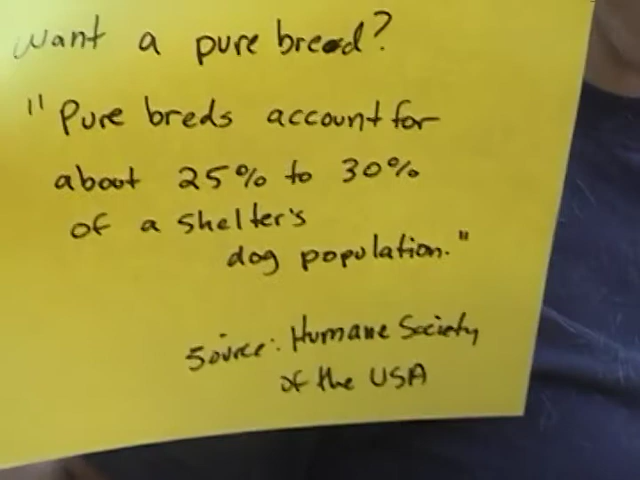 want a pure breed?
"Pure breds account for
about 25% to 30%
of a shelter's
dog population."
Source: Humane Society
of the USA